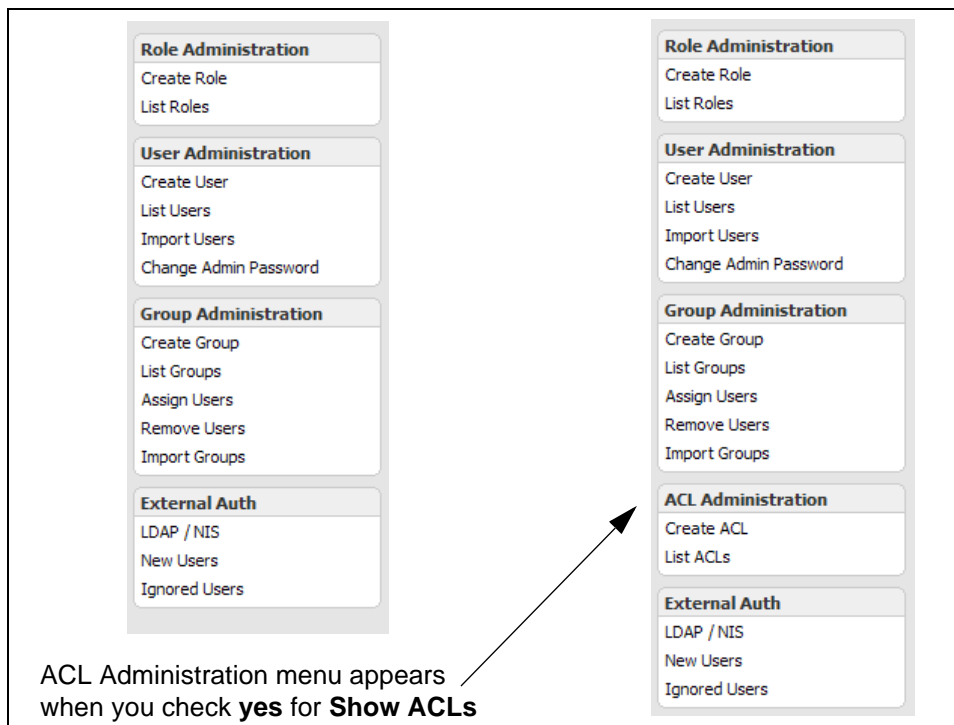 Role Administration
Create Role
List Roles
User Administration
Create User
List Users
Import Users
Change Admin Password
Group Administration
Create Group
List Groups
Assign Users
Remove Users
Import Groups
External Auth
LDAP / NIS
New Users
Ignored Users
Role Administration
Create Role
List Roles
User Administration
Create User
List Users
Import Users
Change Admin Password
Group Administration
Create Group
List Groups
Assign Users
Remove Users
Import Groups
ACL Administration
Create ACL
List ACLs
External Auth
LDAP / NIS
New Users
Ignored Users
ACL Administration menu appears
when you check yes for Show ACLs